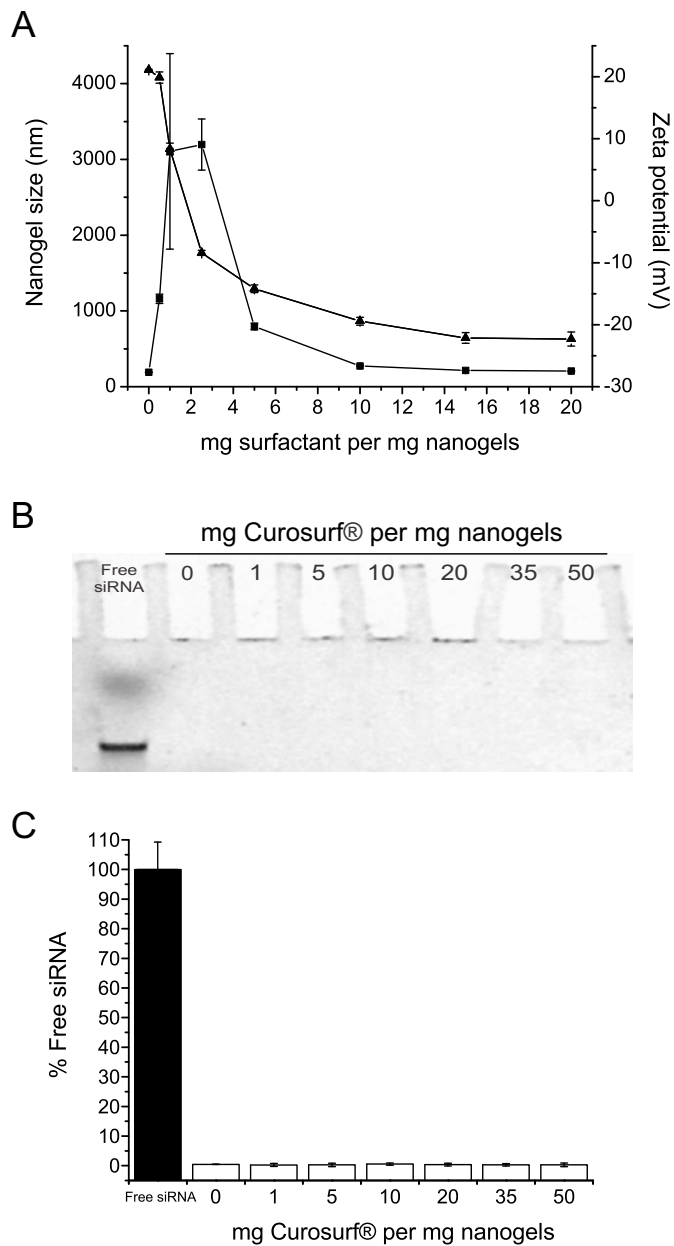 A
Nanogel size (nm)
4000
3000
2000
1000
0
20
10
0
-10
-20
-30
Zeta potential (mV)
0 2 4 6 8 10 12 14 16 18 20
mg surfactant per mg nanogels
B
mg Curosurf® per mg nanogels
Free
siRNA
0 1 5 10 20 35 50
C
% Free siRNA
110
100
90
80
70
60
50
40
30
20
10
0
Free siRNA 0 1 5 10 20 35 50
mg Curosurf® per mg nanogels